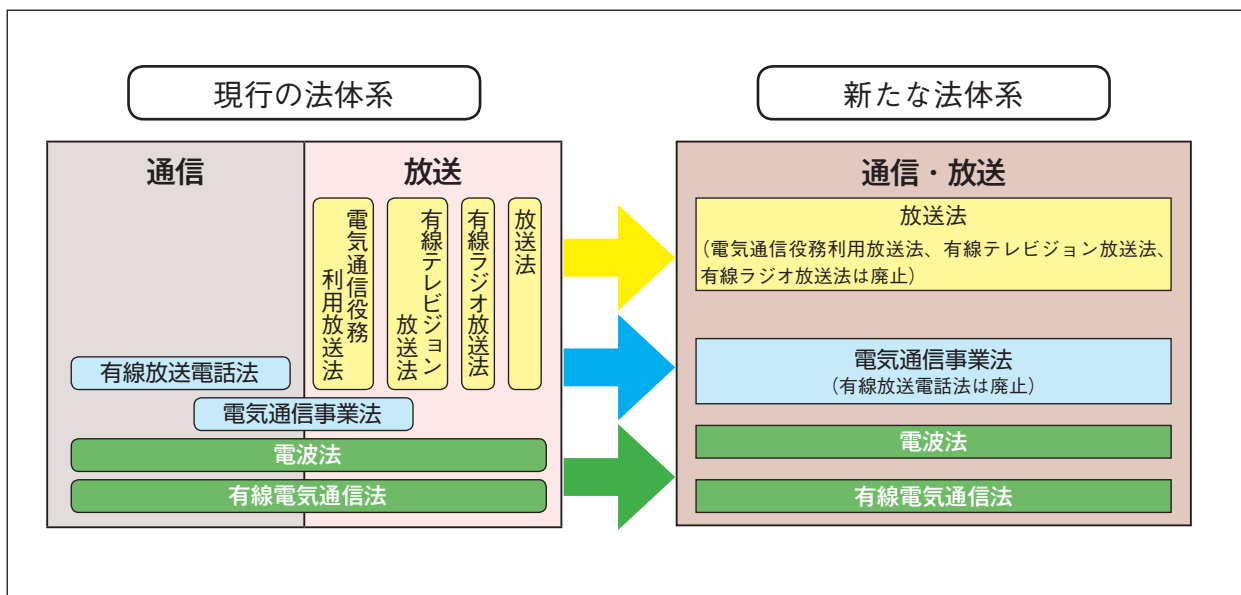 現行の法体系
通信
放送
電気通信役務
利用放送法
有線テレビジョン
放送法
有線ラジオ放送法
放送法
有線放送電話法
電気通信事業法
電波法
有線電気通信法
新たな法体系
通信・放送
放送法
（電気通信役務利用放送法、有線テレビジョン放送法、
有線ラジオ放送法は廃止）
電気通信事業法
（有線放送電話法は廃止）
電波法
有線電気通信法